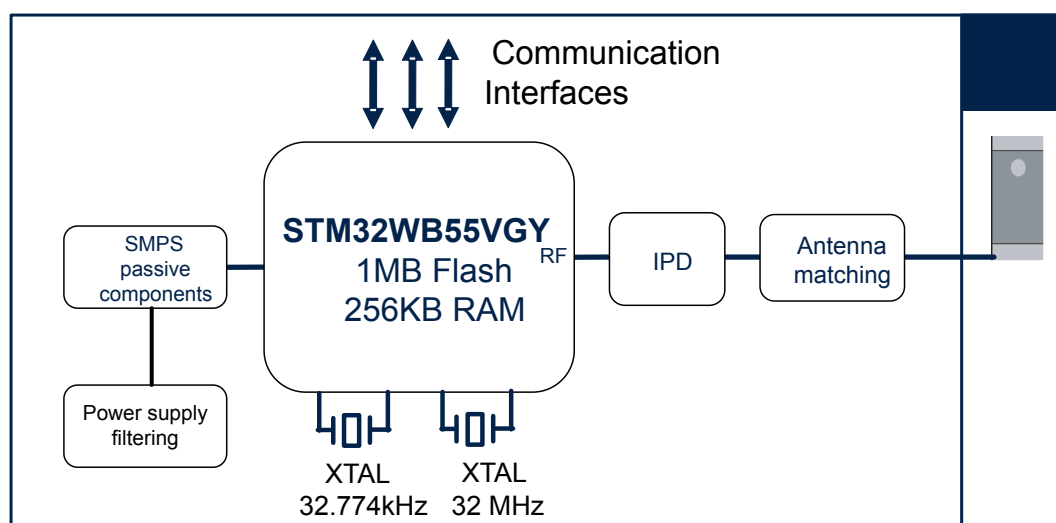 Communication
Interfaces
STM32WB55VGY
1MB Flash
256KB RAM
RF
SMPS
passive
components
Power supply
filtering
IPD
Antenna
matching
XTAL
32.774kHz
XTAL
32 MHz